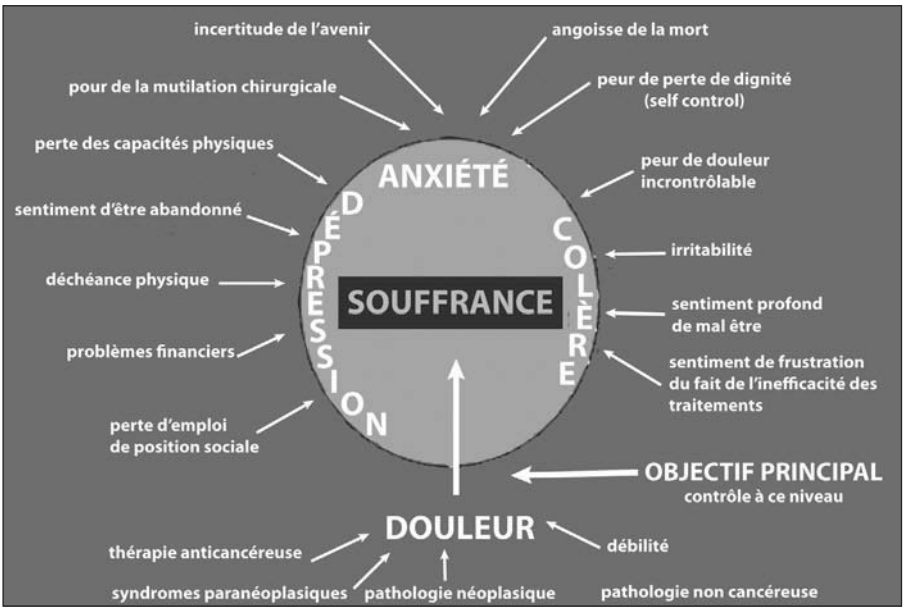 incertitude de l’avenir
angoisse de la mort
pour de la mutilation chirurgicale
peur de perte de dignité
(self control)
perte des capacités physiques
ANXIÉTÉ
peur de douleur
incrontrôlable
sentiment d’être abandonné
DÉPRESSION
COLÈRE
irritabilité
déchéance physique
SOUFFRANCE
sentiment profond
de mal être
problèmes financiers
sentiment de frustration
du fait de l’inefficacité des
traitements
perte d’emploi
de position sociale
OBJECTIF PRINCIPAL
contrôle à ce niveau
DOULEUR
thérapie anticancéreuse
débilité
syndromes paranéoplasiques
pathologie néoplasique
pathologie non cancéreuse